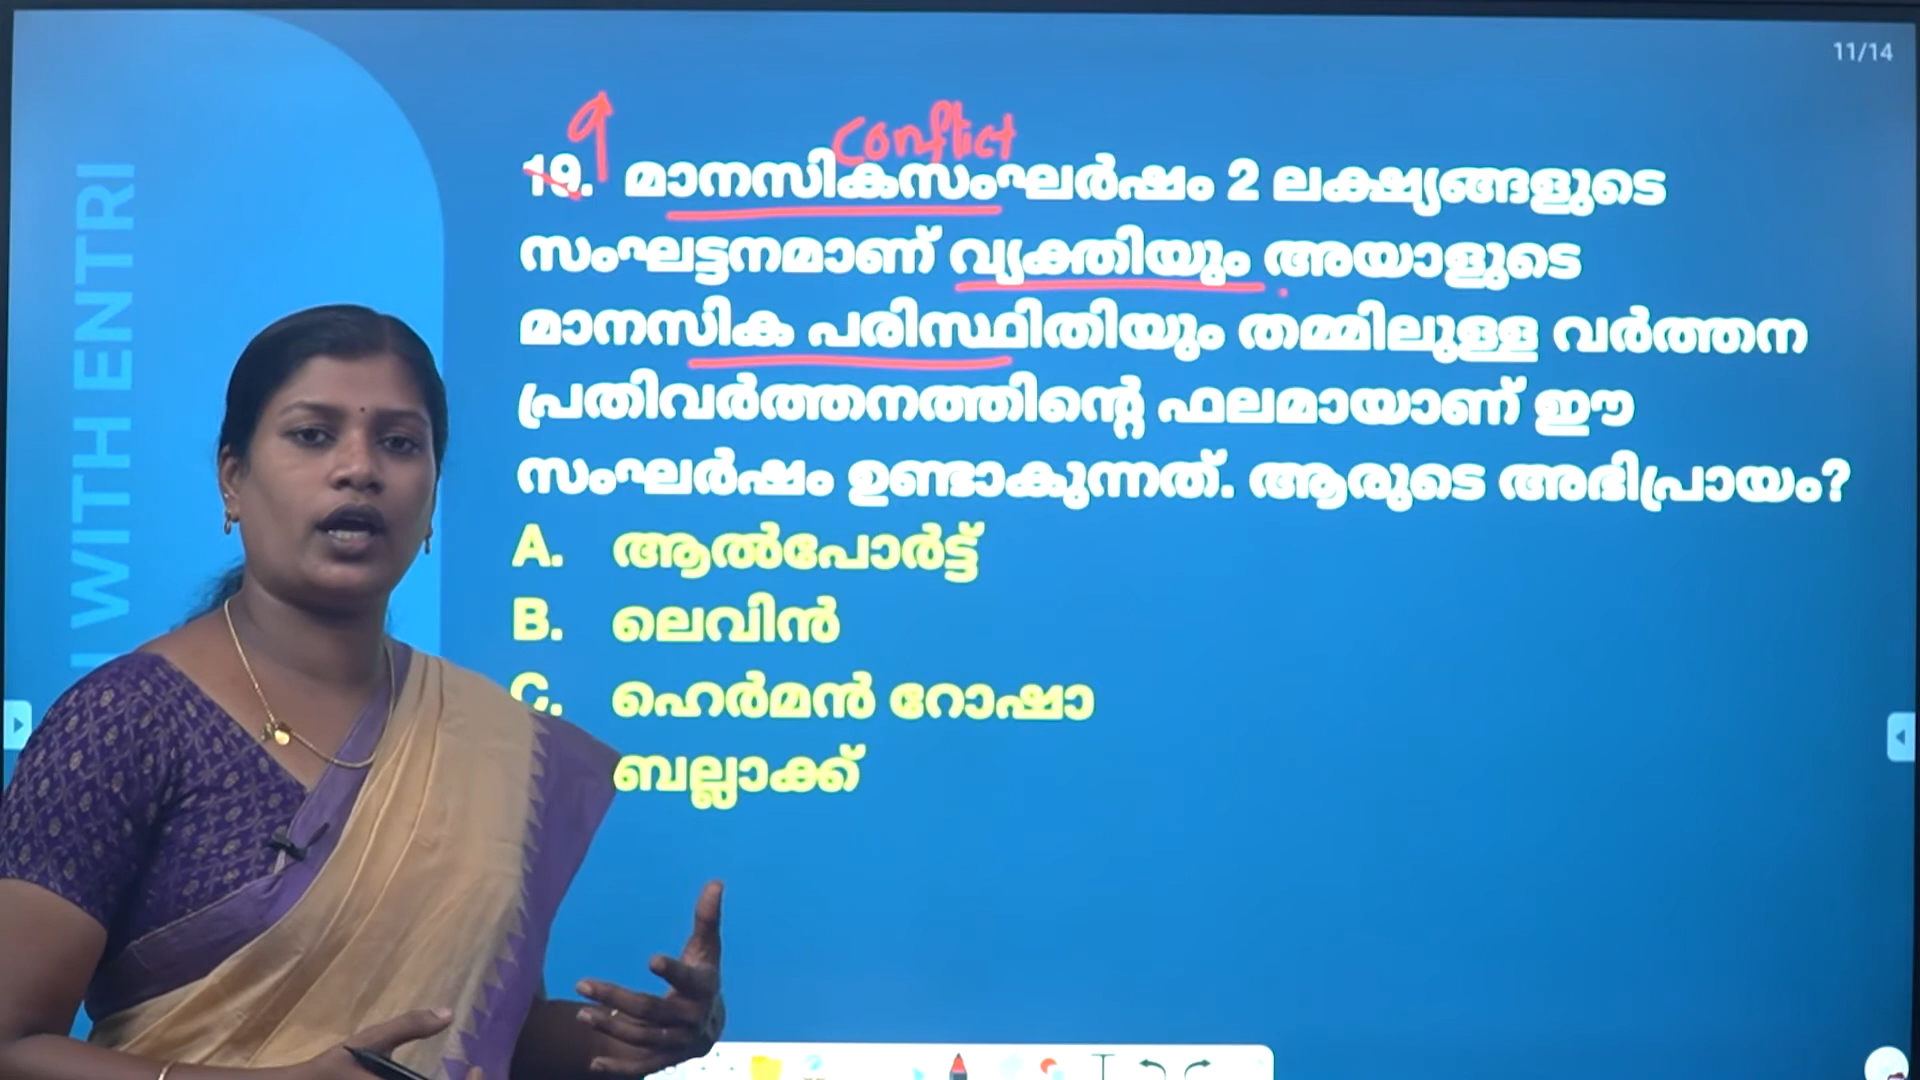 11/14
9
conflict
19. മാനസികസംഘർഷം 2 ലക്ഷ്യങ്ങളുടെ
സംഘട്ടനമാണ് വ്യക്തിയും അയാളുടെ
മാനസിക പരിസ്ഥിതിയും തമ്മിലുള്ള വർത്തന
പ്രതിവർത്തനത്തിന്റെ ഫലമായാണ് ഈ
സംഘർഷം ഉണ്ടാകുന്നത്. ആരുടെ അഭിപ്രായം?
A. ആൽപോർട്ട്
B. ലെവിൻ
C. ഹെർമൻ റോഷാ
ബല്ലാക്ക്
WITH ENTRI